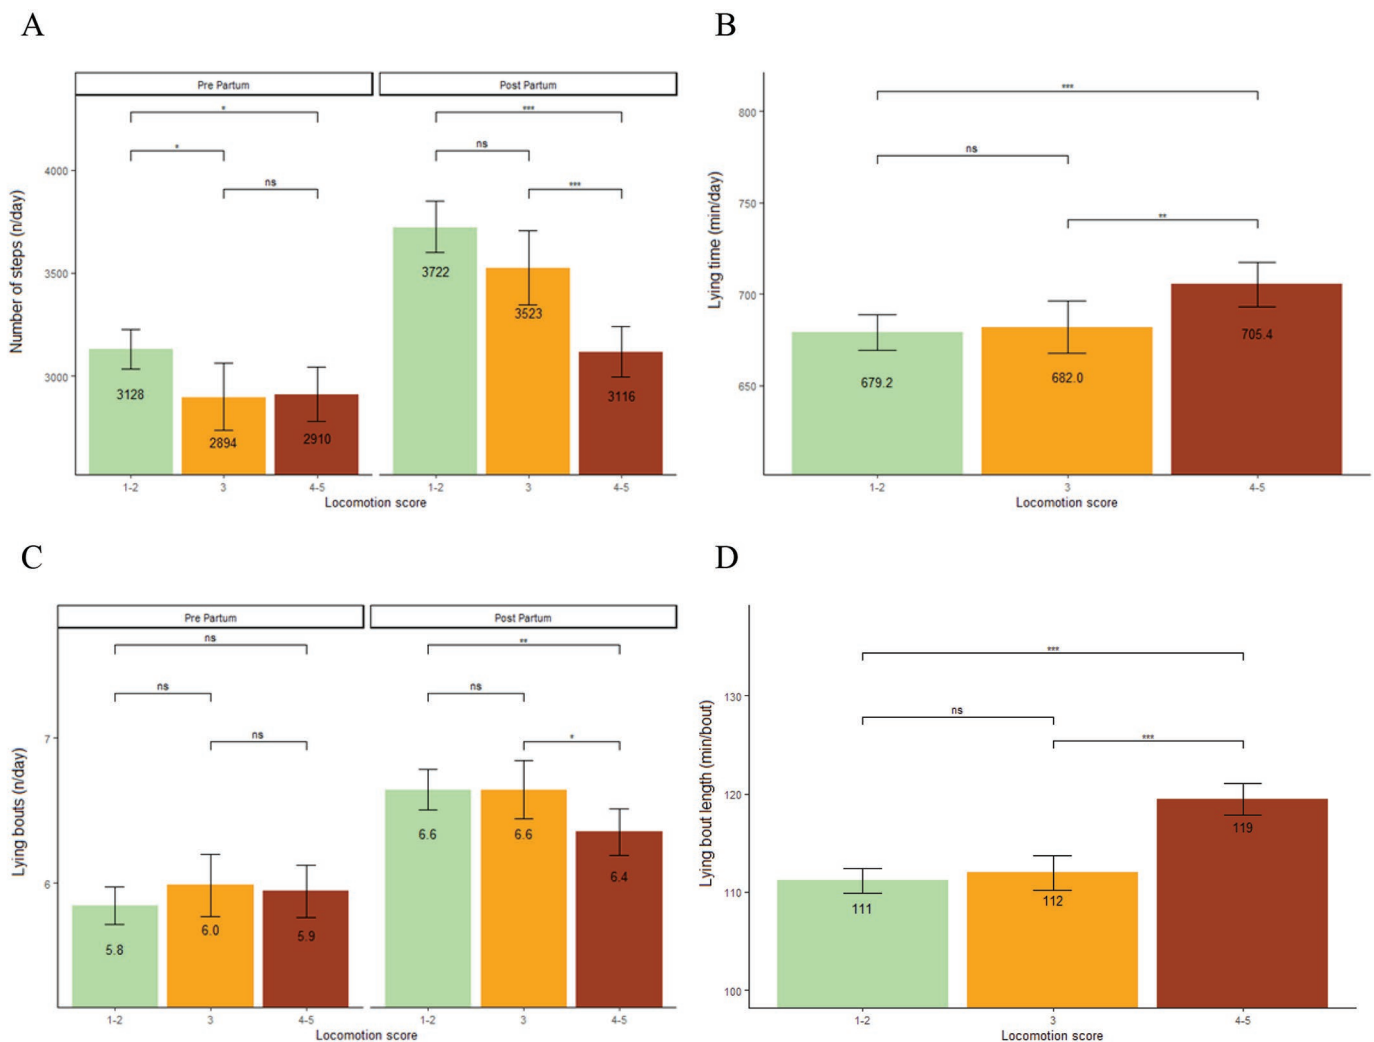 A
Pre Partum
Post Partum
*
***
*
ns
ns
***
4000
3500
3000
Number of steps (n/day)
3128
2894
2910
3722
3523
3116
1-2
3
4-5
1-2
3
4-5
Locomotion score
B
***
ns
**
800
750
700
650
Lying time (min/day)
679.2
682.0
705.4
1-2
3
4-5
Locomotion score
C
Pre Partum
Post Partum
ns
**
ns
ns
ns
*
7
6
Lying bouts (n/day)
5.8
6.0
5.9
6.6
6.6
6.4
1-2
3
4-5
1-2
3
4-5
Locomotion score
D
***
ns
***
130
120
110
100
Lying bout length (min/bout)
111
112
119
1-2
3
4-5
Locomotion score